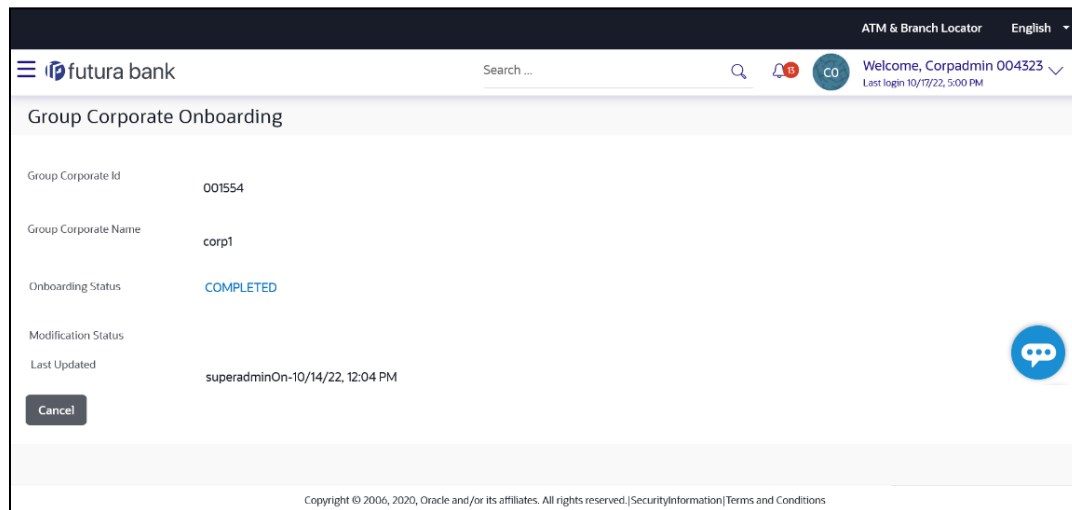 ATM & Branch Locator English
futura bank
Search ...
13
CO
Welcome, Corpadmin 004323
Last login 10/17/22, 5:00 PM
Group Corporate Onboarding
Group Corporate Id
001554
Group Corporate Name
corp1
Onboarding Status COMPLETED
Modification Status
Last Updated
superadminOn-10/14/22, 12:04 PM
Cancel
Copyright © 2006, 2020, Oracle and/or its affiliates. All rights reserved.|SecurityInformation|Terms and Conditions